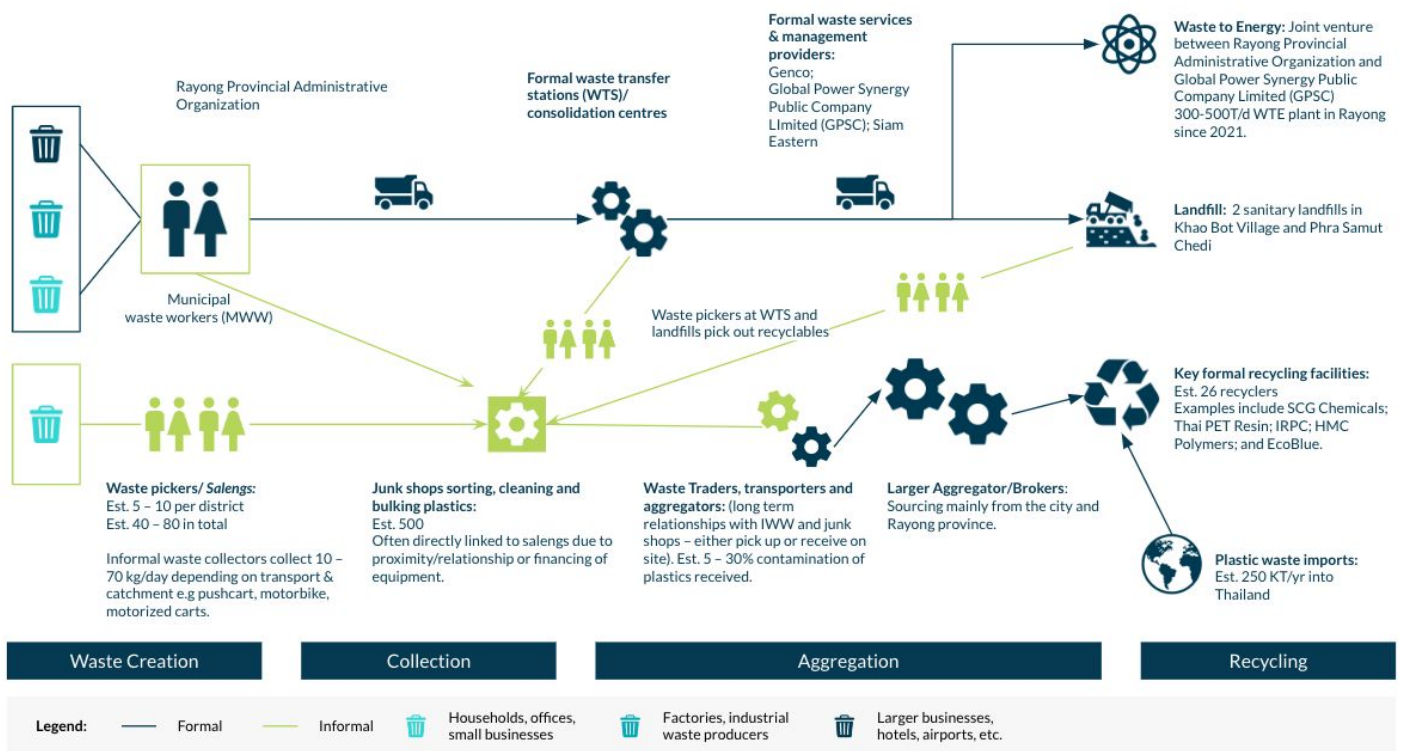 Rayong Provincial Administrative
Organization
Formal waste transfer
stations (WTS)/
consolidation centres
Formal waste services
& management
providers:
Genco;
Global Power Synergy
Public Company
LImited (GPSC); Siam
Eastern
Waste to Energy: Joint venture
between Rayong Provincial
Administrative Organization and
Global Power Synergy Public
Company Limited (GPSC)
300-500T/d WTE plant in Rayong
since 2021.
Landfill: 2 sanitary landfills in
Khao Bot Village and Phra Samut
Chedi
Municipal
waste workers (MWW)
Waste pickers at WTS and
landfills pick out recyclables
Key formal recycling facilities:
Est. 26 recyclers
Examples include SCG Chemicals;
Thai PET Resin; IRPC; HMC
Polymers; and EcoBlue.
Waste pickers/ Salengs:
Est. 5 – 10 per district
Est. 40 – 80 in total
Informal waste collectors collect 10 –
70 kg/day depending on transport &
catchment e.g pushcart, motorbike,
motorized carts.
Junk shops sorting, cleaning and
bulking plastics:
Est. 500
Often directly linked to salengs due to
proximity/relationship or financing of
equipment.
Waste Traders, transporters and
aggregators: (long term
relationships with IWW and junk
shops – either pick up or receive on
site). Est. 5 – 30% contamination of
plastics received.
Larger Aggregator/Brokers:
Sourcing mainly from the city and
Rayong province.
Plastic waste imports:
Est. 250 KT/yr into
Thailand
Waste Creation
Collection
Aggregation
Recycling
Legend:
Formal
Informal
Households, offices,
small businesses
Factories, industrial
waste producers
Larger businesses,
hotels, airports, etc.